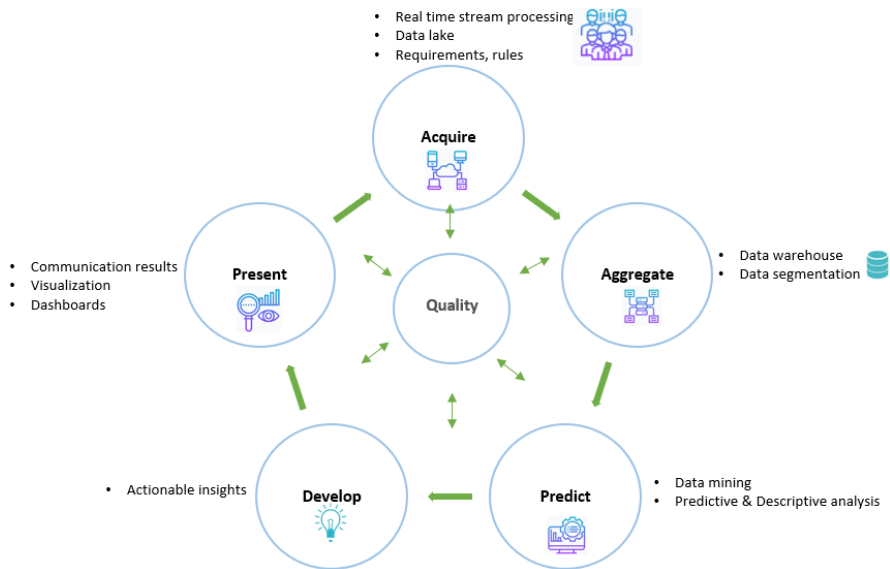 • Real time stream processing
• Data lake
• Requirements, rules
Acquire
• Communication results
• Visualization
• Dashboards
Present
Quality
Aggregate
• Data warehouse
• Data segmentation
• Actionable insights
Develop
Predict
• Data mining
• Predictive & Descriptive analysis